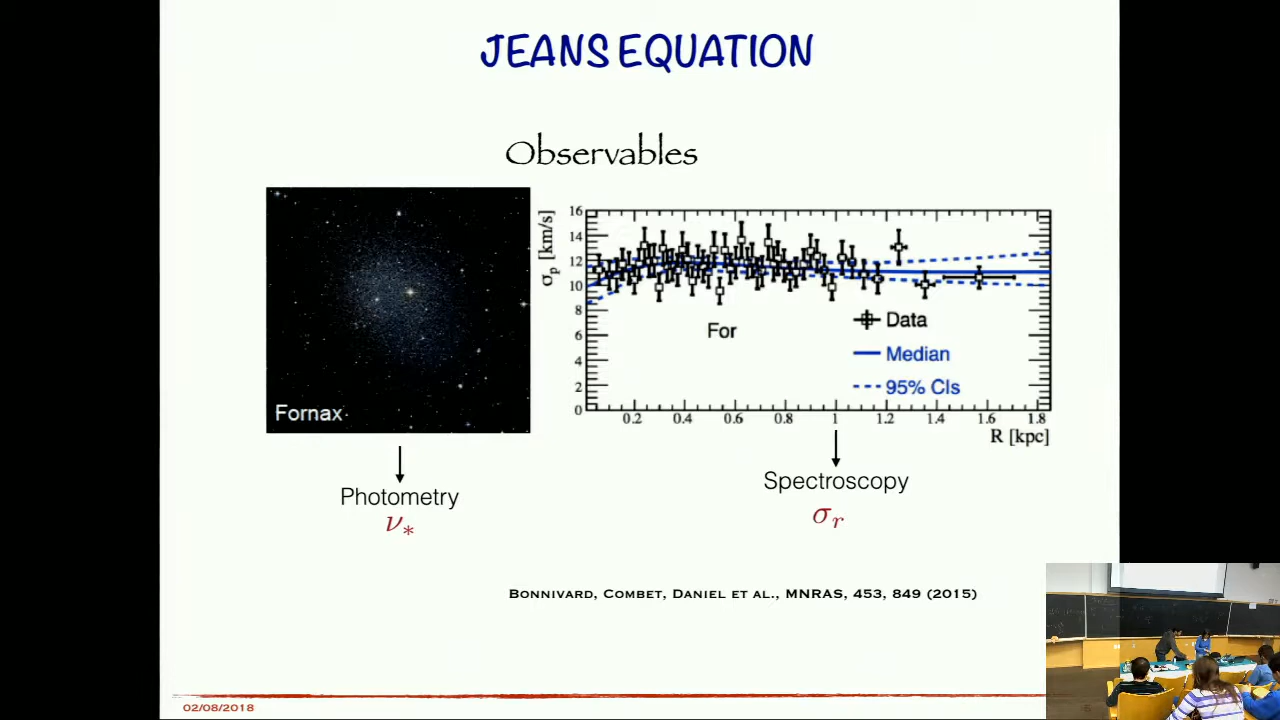 JEANS EQUATION
Observables
Fornax
σp [km/s]
16
14
12
10
8
6
4
2
0
For
Data
Median
95% CIs
0.2 0.4 0.6 0.8 1 1.2 1.4 1.6 1.8
R [kpc]
Photometry
ν*
Spectroscopy
σr
BONNIVARD, COMBET, DANIEL ET AL., MNRAS, 453, 849 (2015)
02/08/2018